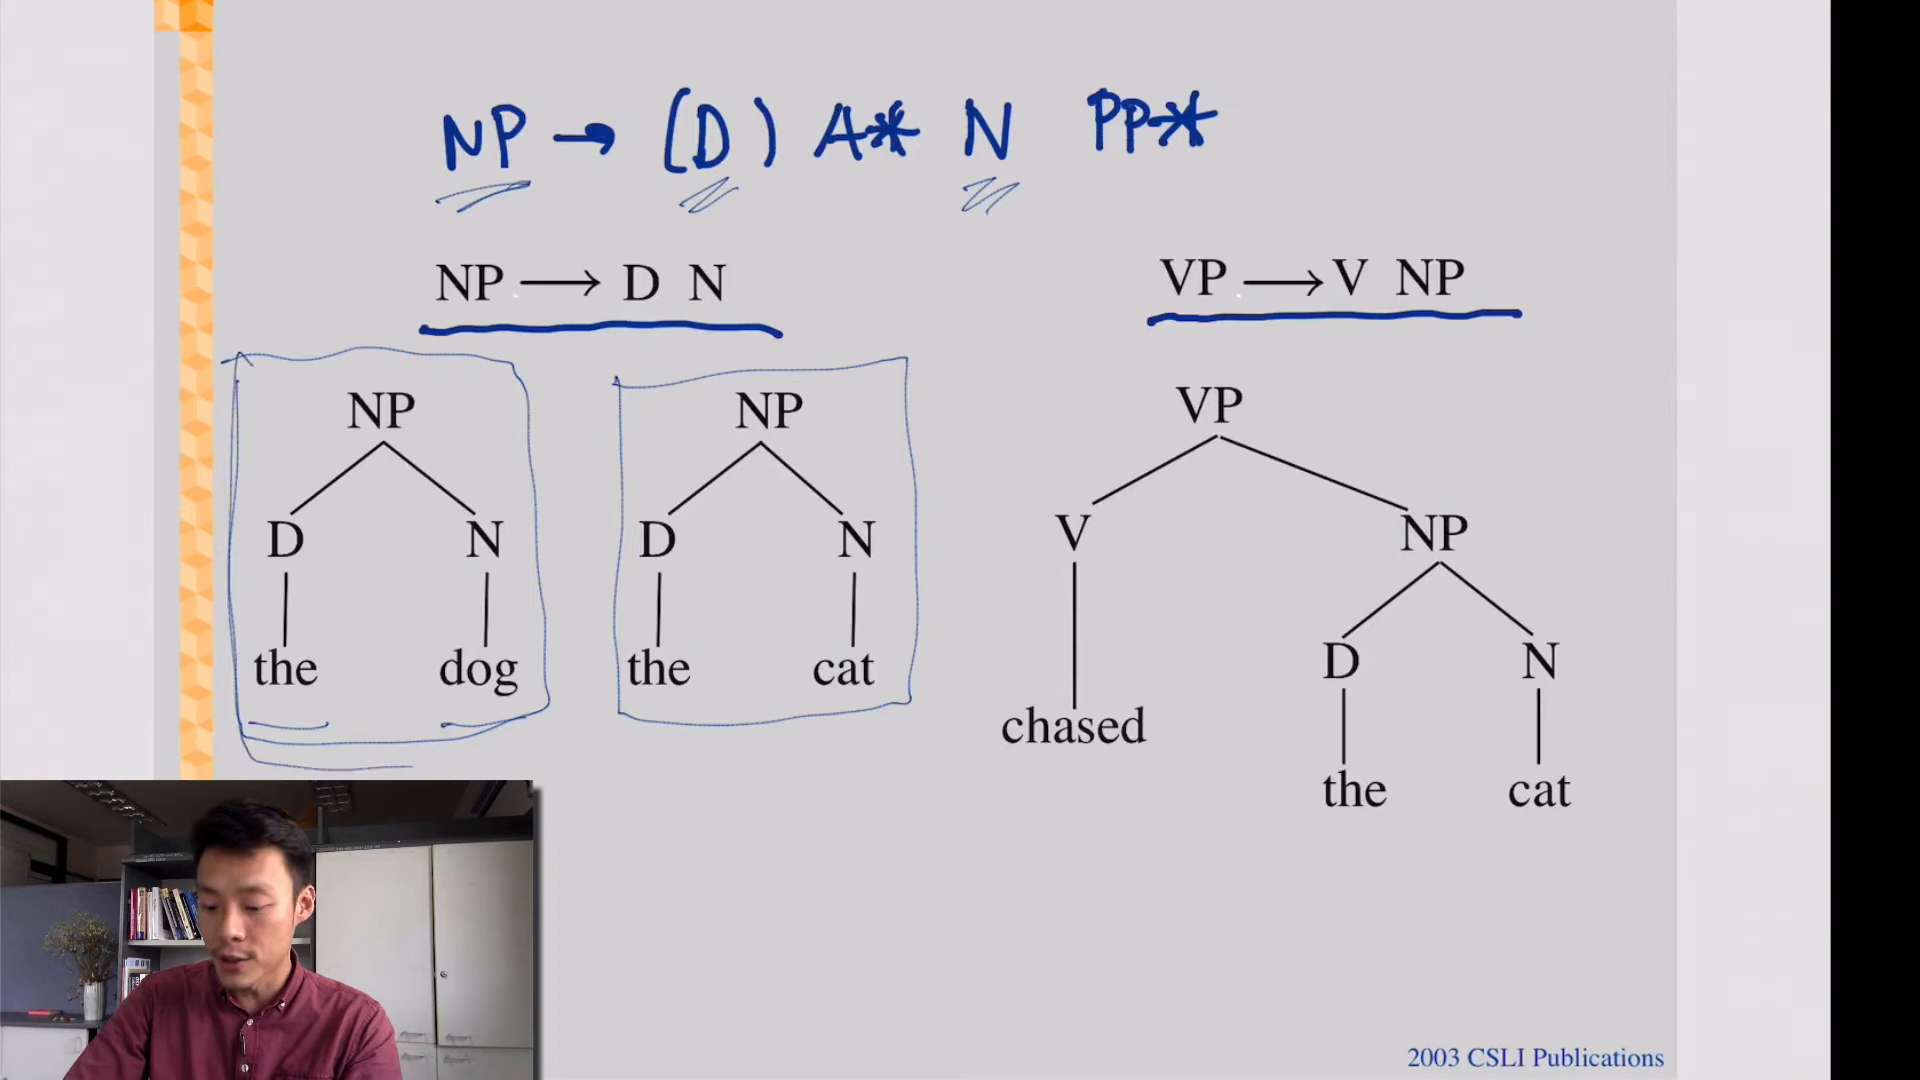 NP → (D) A* N PP*
NP → D N
VP → V NP
NP
D N
the dog
NP
D N
the cat
VP
V NP
chased
D N
the cat
2003 CSLI Publications